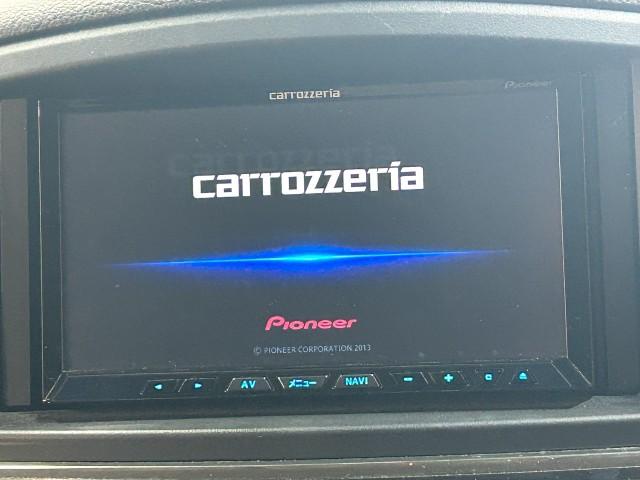 carrozzeria
Pioneer
carrozzeria
Pioneer
© PIONEER CORPORATION 2013
AV メニュー NAVI